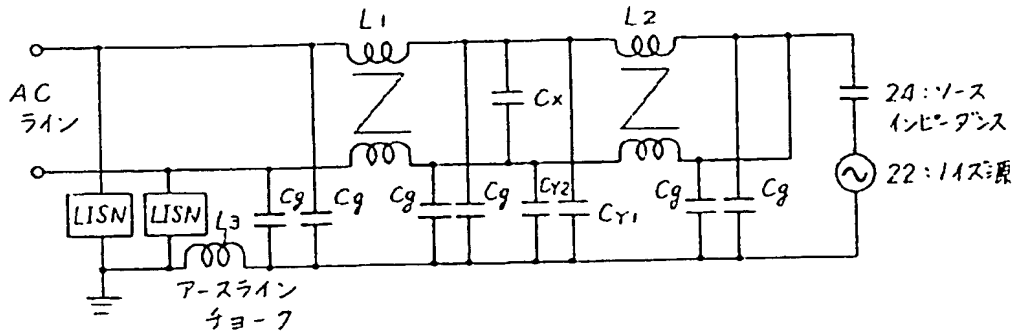 L1
L2
AC
ライン
Cx
24:ソース
インピーダンス
22:ノイズ源
LISN
LISN
L3
Cg
Cg
Cg
Cg
CY2
CY1
Cg
Cg
アースライン
チョーク